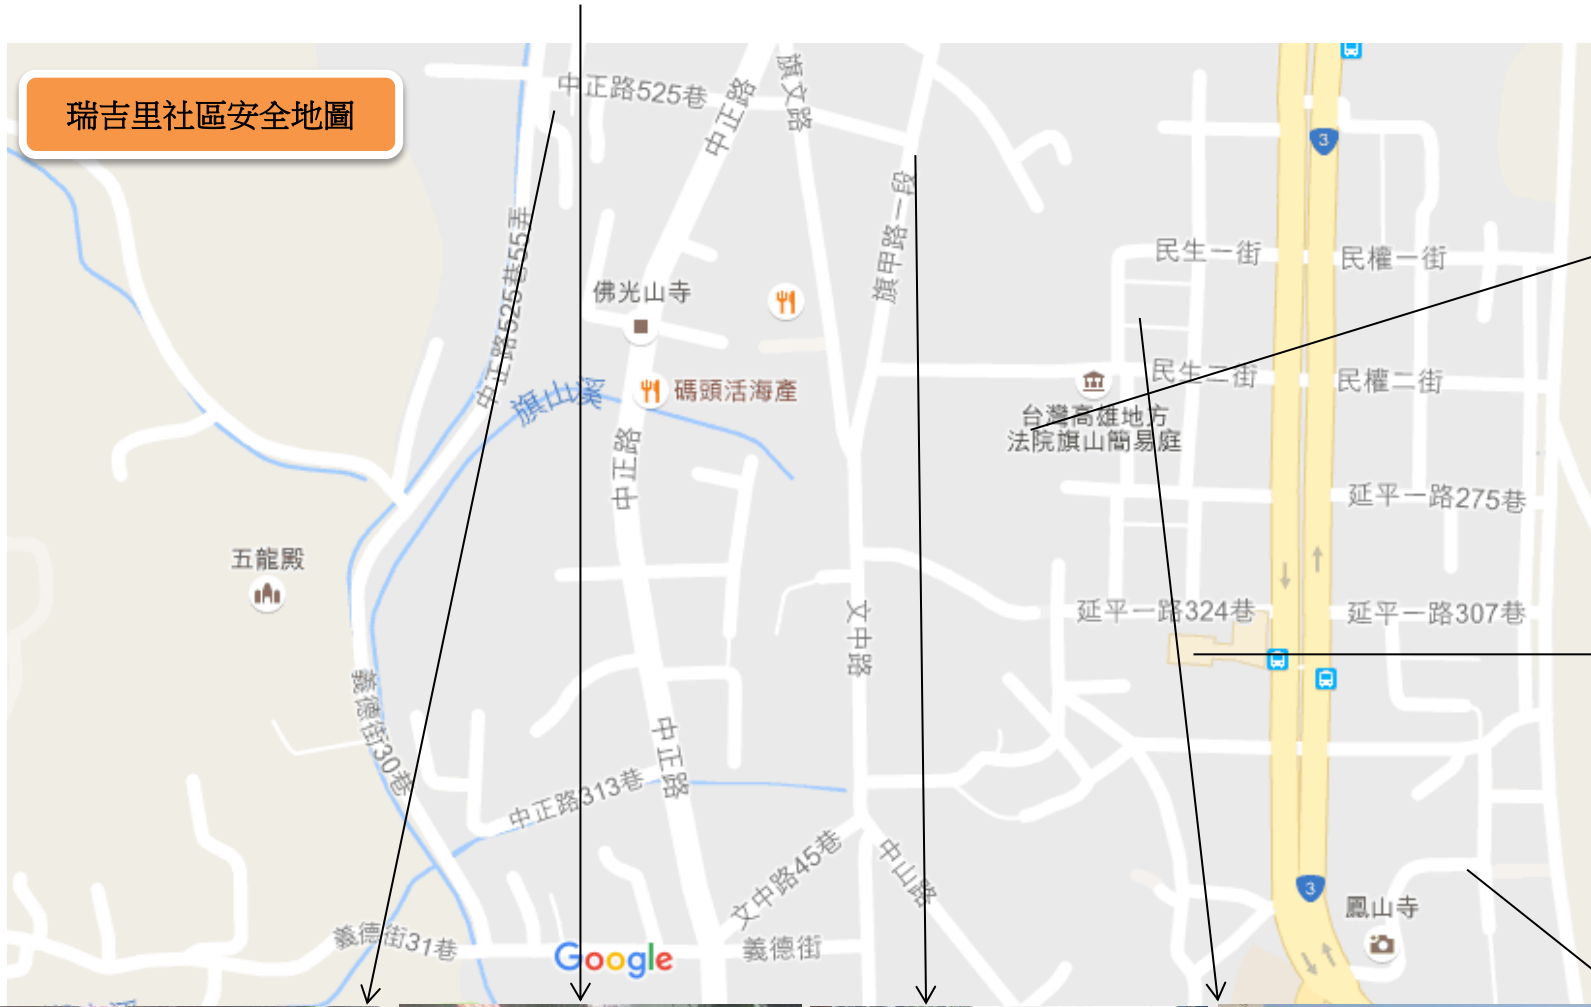 瑞吉里社區安全地圖
中正路525巷
中正路
旗文路
3
旗甲路一段
中正路525巷55弄
民生一街
民權一街
佛光山寺
碼頭活海產
旗山溪
民生二街
民權二街
台灣高雄地方
法院旗山簡易庭
中正路
延平一路275巷
五龍殿
文中路
延平一路324巷
延平一路307巷
義德街30巷
中正路
中正路313巷
文中路45巷
中山路
3
鳳山寺
義德街31巷
Google
義德街